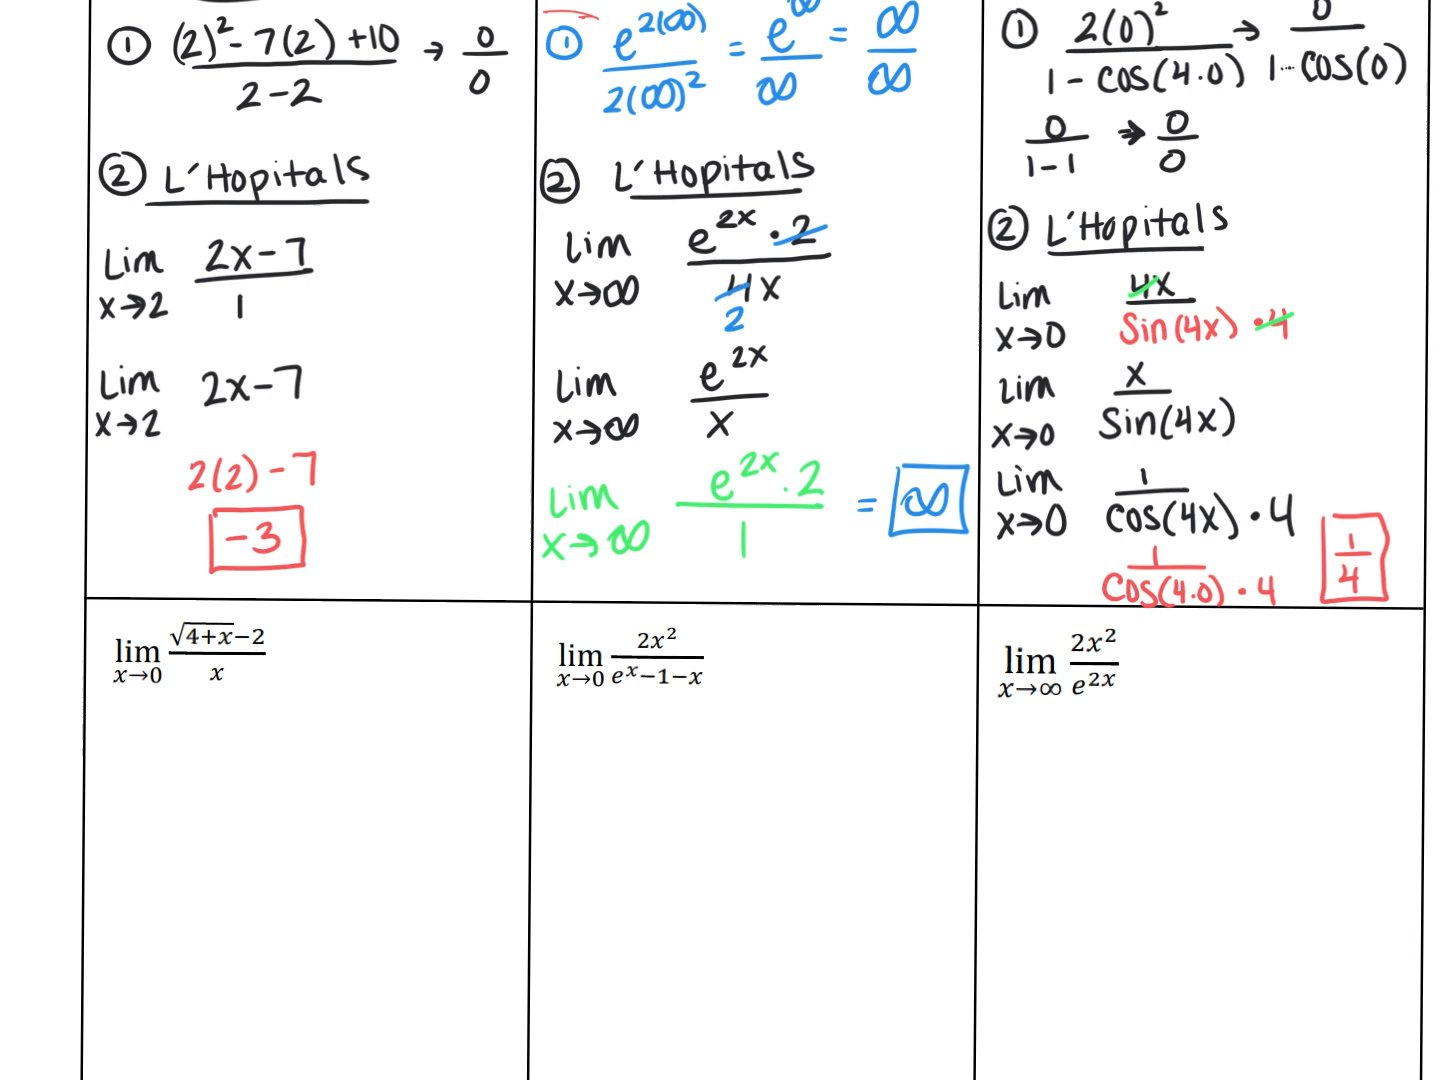 ① (2)² - 7(2) + 10 / 2 - 2 → 0/0
② L'Hopitals
Lim x→2 2x - 7 / 1
Lim x→2 2x - 7
2(2) - 7
-3
① e^2(∞) / 2(∞)² = e^∞ / ∞ = ∞/∞
② L'Hopitals
Lim x→∞ e^2x · 2 / 4x
2
Lim x→∞ e^2x / x
Lim x→∞ e^2x · 2 / 1 = ∞
① 2(0)² / 1 - cos(4·0) → 0 / 1 - cos(0)
0 / 1 - 1 → 0/0
② L'Hopitals
Lim x→0 4x / Sin(4x) · 4
Lim x→0 x / Sin(4x)
Lim x→0 1 / cos(4x) · 4
1 / Cos(4·0) · 4
1/4
lim x→0 √4+x −2 / x
lim x→0 2x² / e^x−1−x
lim x→∞ 2x² / e^2x